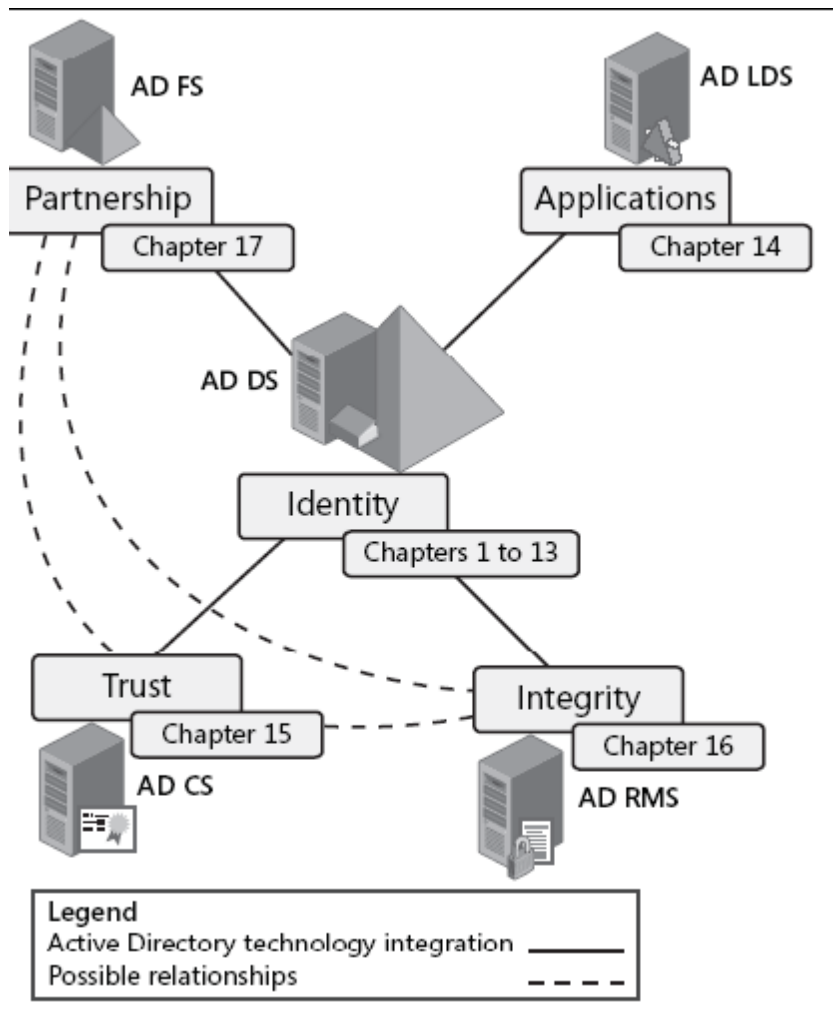 AD FS
AD LDS
Partnership
Applications
Chapter 17
Chapter 14
AD DS
Identity
Chapters 1 to 13
Trust
Integrity
Chapter 15
Chapter 16
AD CS
AD RMS
Legend
Active Directory technology integration
Possible relationships